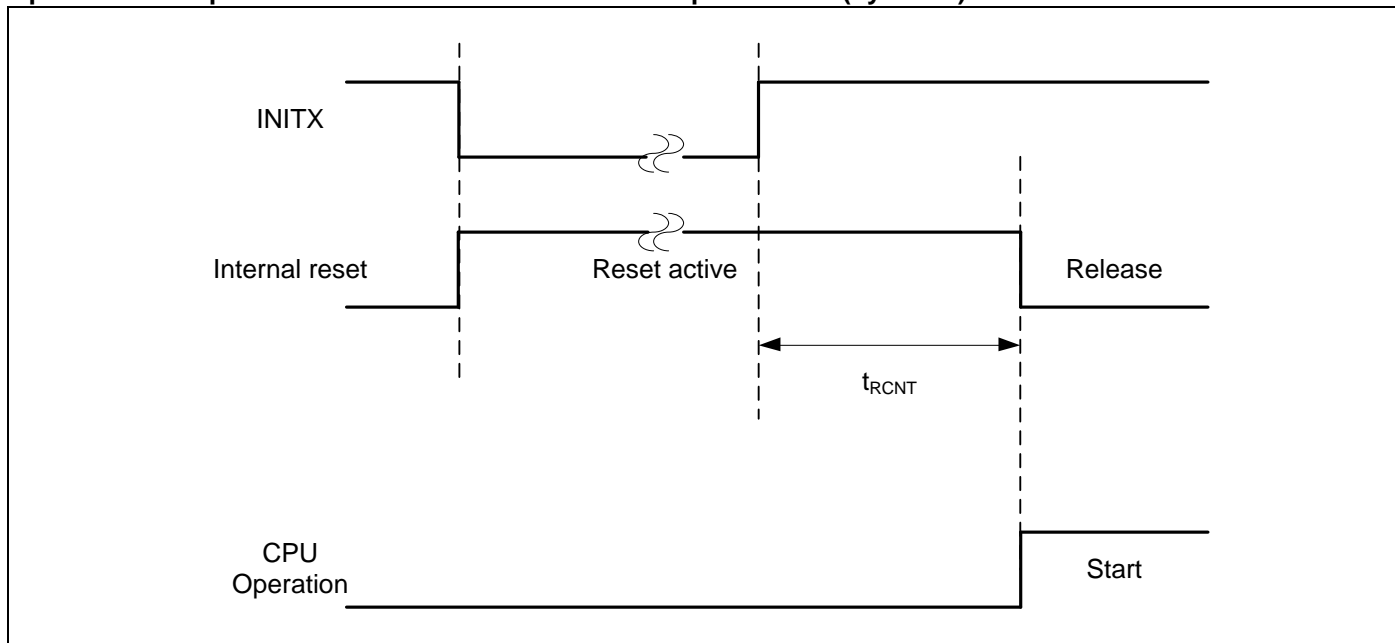 INITX
Internal reset
Reset active
Release
tRCNT
CPU
Operation
Start